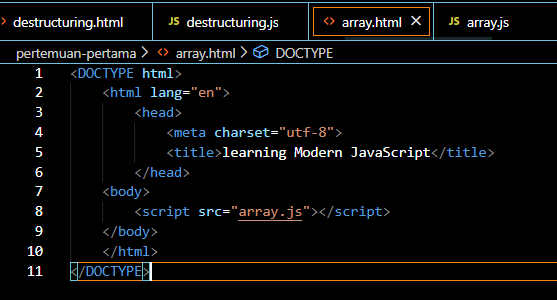 <> destructuring.html JS destructuring.js <> array.html × JS array.js
pertemuan-pertama > <> array.html > DOCTYPE
1 <DOCTYPE html>
2 <html lang="en">
3 <head>
4 <meta charset="utf-8">
5 <title>learning Modern JavaScript</title>
6 </head>
7 <body>
8 <script src="array.js"></script>
9 </body>
10 </html>
11 </DOCTYPE>